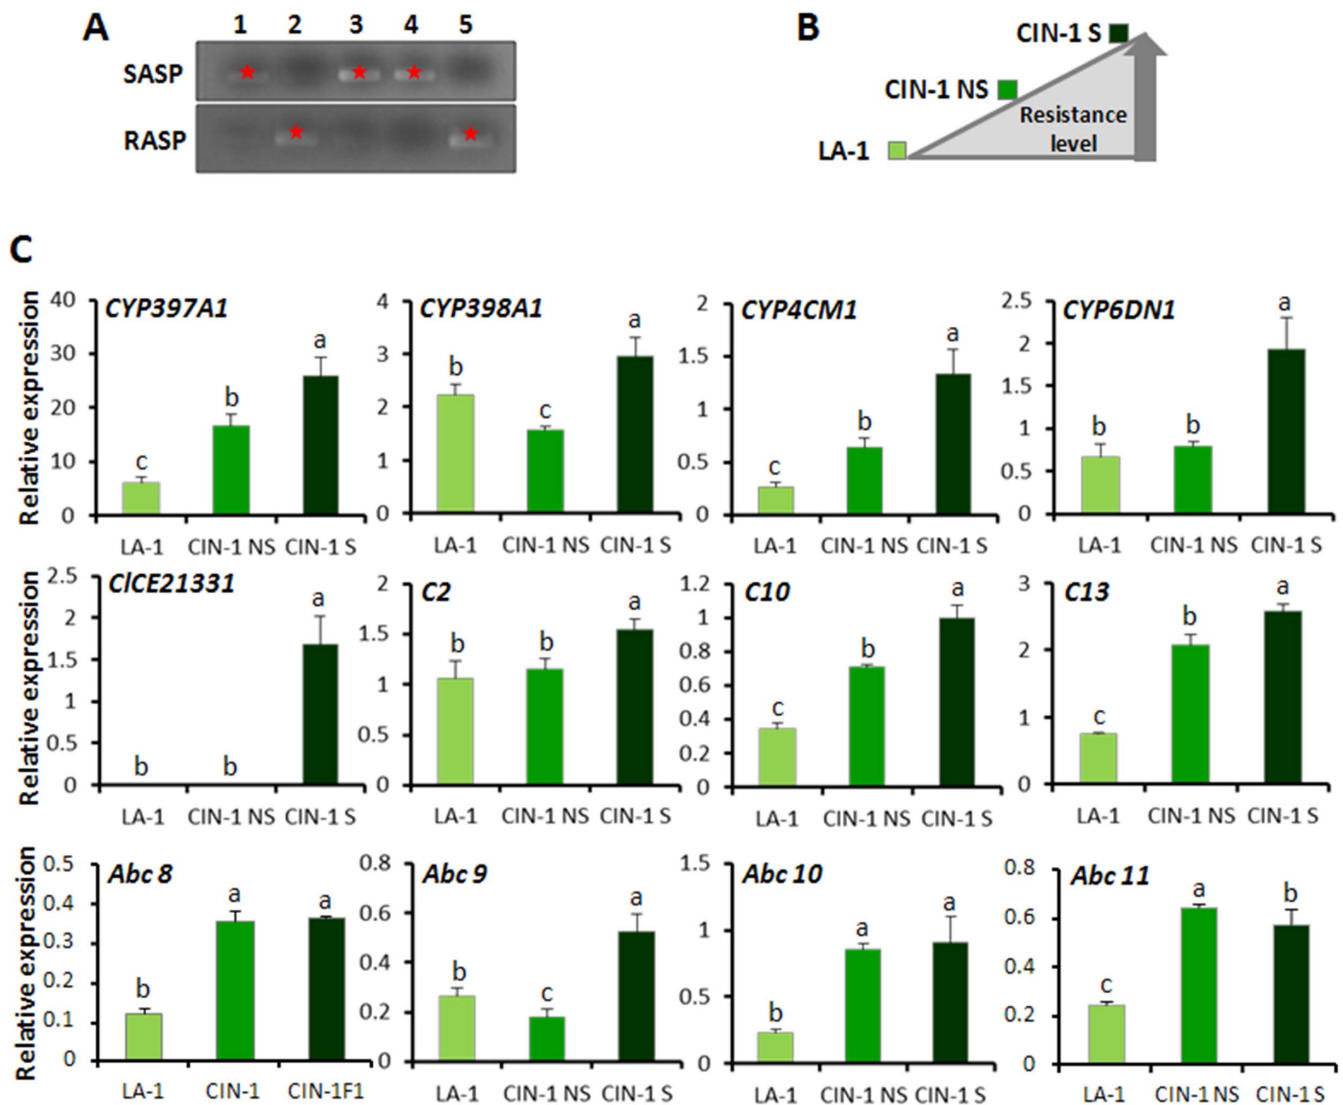 A
1 2 3 4 5
SASP
RASP
B
CIN-1 S
CIN-1 NS
LA-1
Resistance
level
C
Relative expression
40
30
20
10
0
CYP397A1
c
b
a
LA-1 CIN-1 NS CIN-1 S
4
3
2
1
0
CYP398A1
b
c
a
LA-1 CIN-1 NS CIN-1 S
2
1.5
1
0.5
0
CYP4CM1
c
b
a
LA-1 CIN-1 NS CIN-1 S
2.5
2
1.5
1
0.5
0
CYP6DN1
b
b
a
LA-1 CIN-1 NS CIN-1 S
Relative expression
2.5
2
1.5
1
0.5
0
ClCE21331
b
b
a
LA-1 CIN-1 NS CIN-1 S
2
1.5
1
0.5
0
C2
b
b
a
LA-1 CIN-1 NS CIN-1 S
1.2
1
0.8
0.6
0.4
0.2
0
C10
c
b
a
LA-1 CIN-1 NS CIN-1 S
3
2
1
0
C13
c
b
a
LA-1 CIN-1 NS CIN-1 S
Relative expression
0.5
0.4
0.3
0.2
0.1
0
Abc 8
b
a
a
LA-1 CIN-1 CIN-1F1
0.8
0.6
0.4
0.2
0
Abc 9
b
c
a
LA-1 CIN-1 NS CIN-1 S
1.5
1
0.5
0
Abc 10
b
a
a
LA-1 CIN-1 NS CIN-1 S
0.8
0.6
0.4
0.2
0
Abc 11
c
a
b
LA-1 CIN-1 NS CIN-1 S